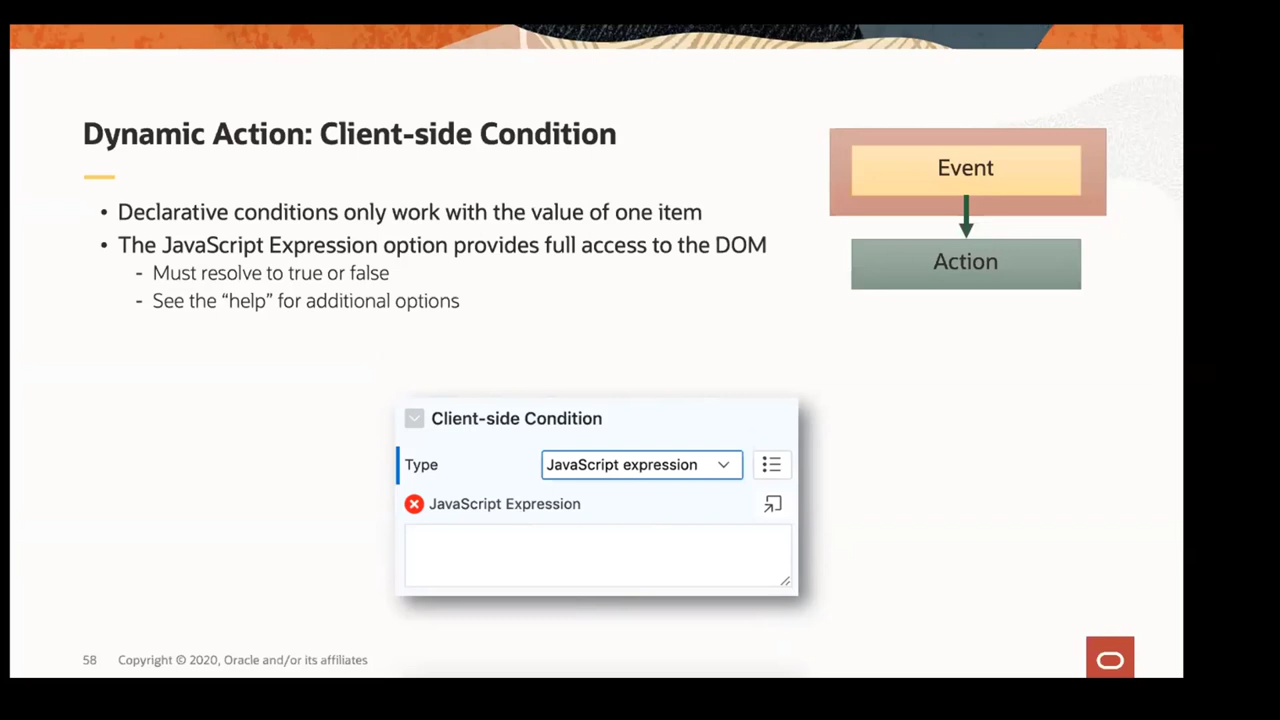 Dynamic Action: Client-side Condition
• Declarative conditions only work with the value of one item
• The JavaScript Expression option provides full access to the DOM
- Must resolve to true or false
- See the “help” for additional options
Event
Action
Client-side Condition
Type
JavaScript expression
JavaScript Expression
58 Copyright © 2020, Oracle and/or its affiliates